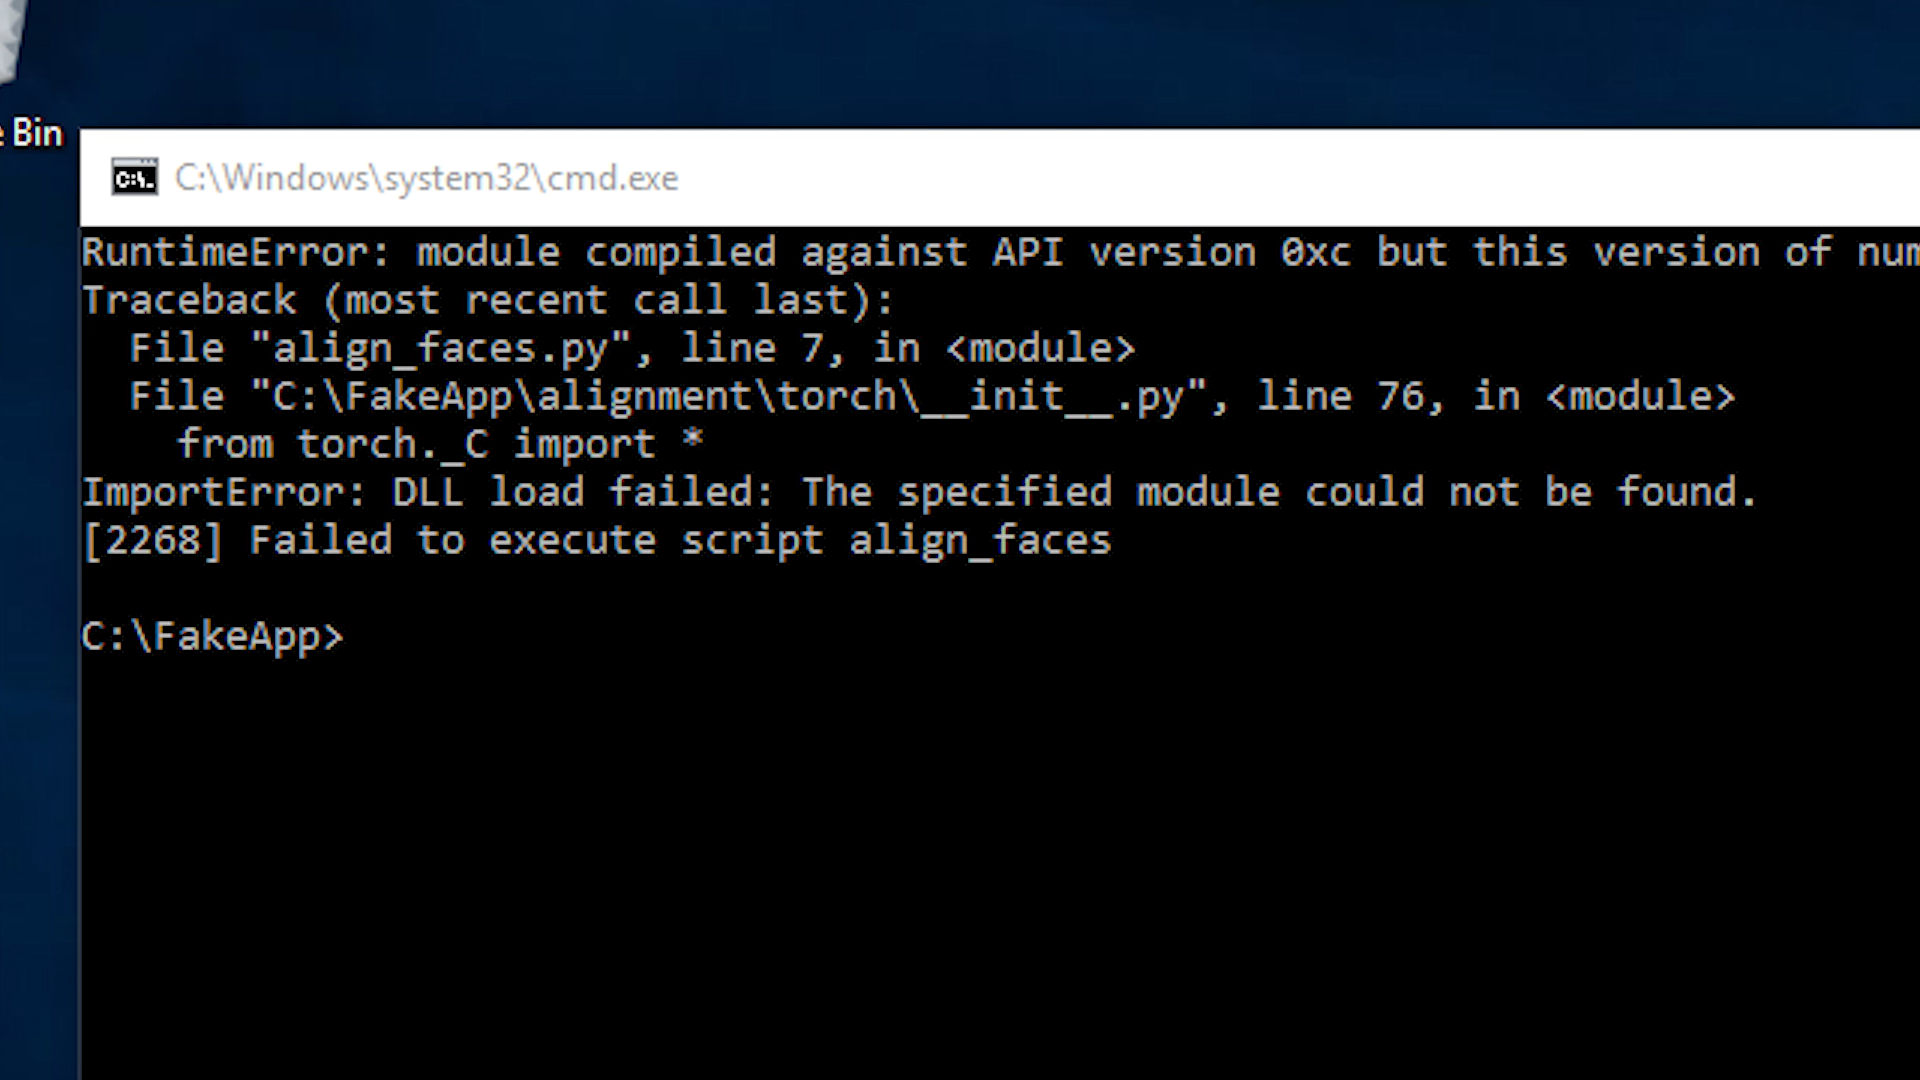 Bin
C:\Windows\system32\cmd.exe
RuntimeError: module compiled against API version 0xc but this version of
Traceback (most recent call last):
  File "align_faces.py", line 7, in <module>
  File "C:\FakeApp\alignment\torch\__init__.py", line 76, in <module>
    from torch._C import *
ImportError: DLL load failed: The specified module could not be found.
[2268] Failed to execute script align_faces
C:\FakeApp>